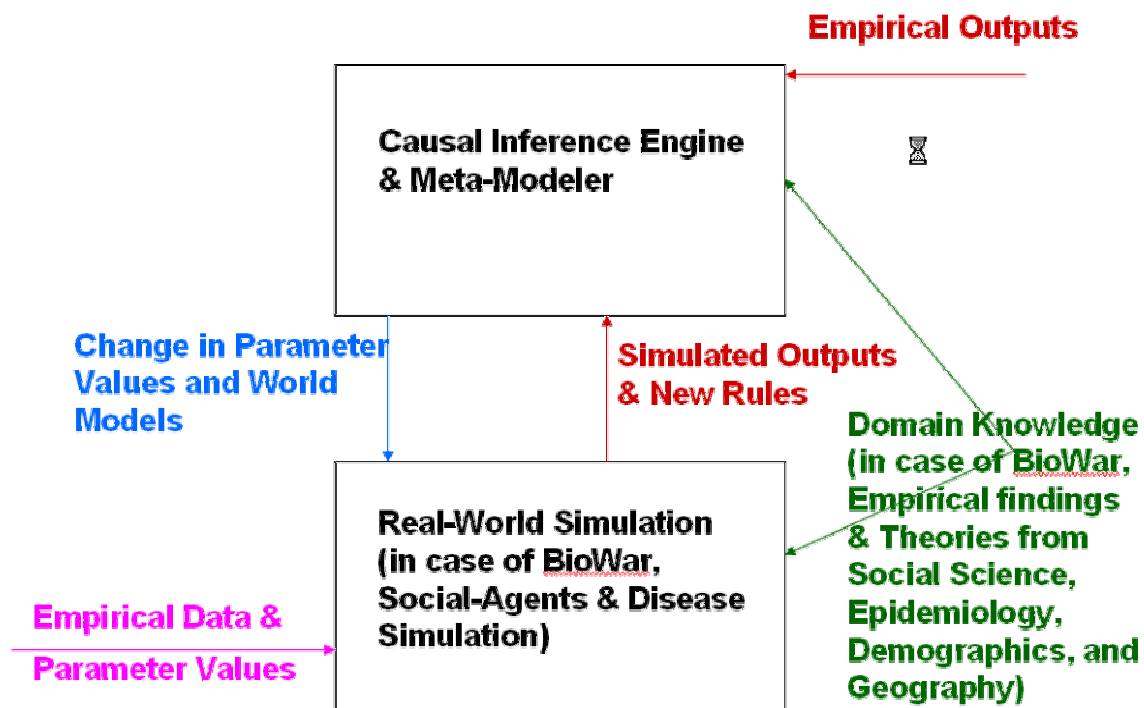 Empirical Outputs
Causal Inference Engine
& Meta-Modeler
Change in Parameter
Values and World
Models
Simulated Outputs
& New Rules
Domain Knowledge
(in case of BioWar,
Empirical findings
& Theories from
Social Science,
Epidemiology,
Demographics, and
Geography)
Real-World Simulation
(in case of BioWar,
Social-Agents & Disease
Simulation)
Empirical Data &
Parameter Values